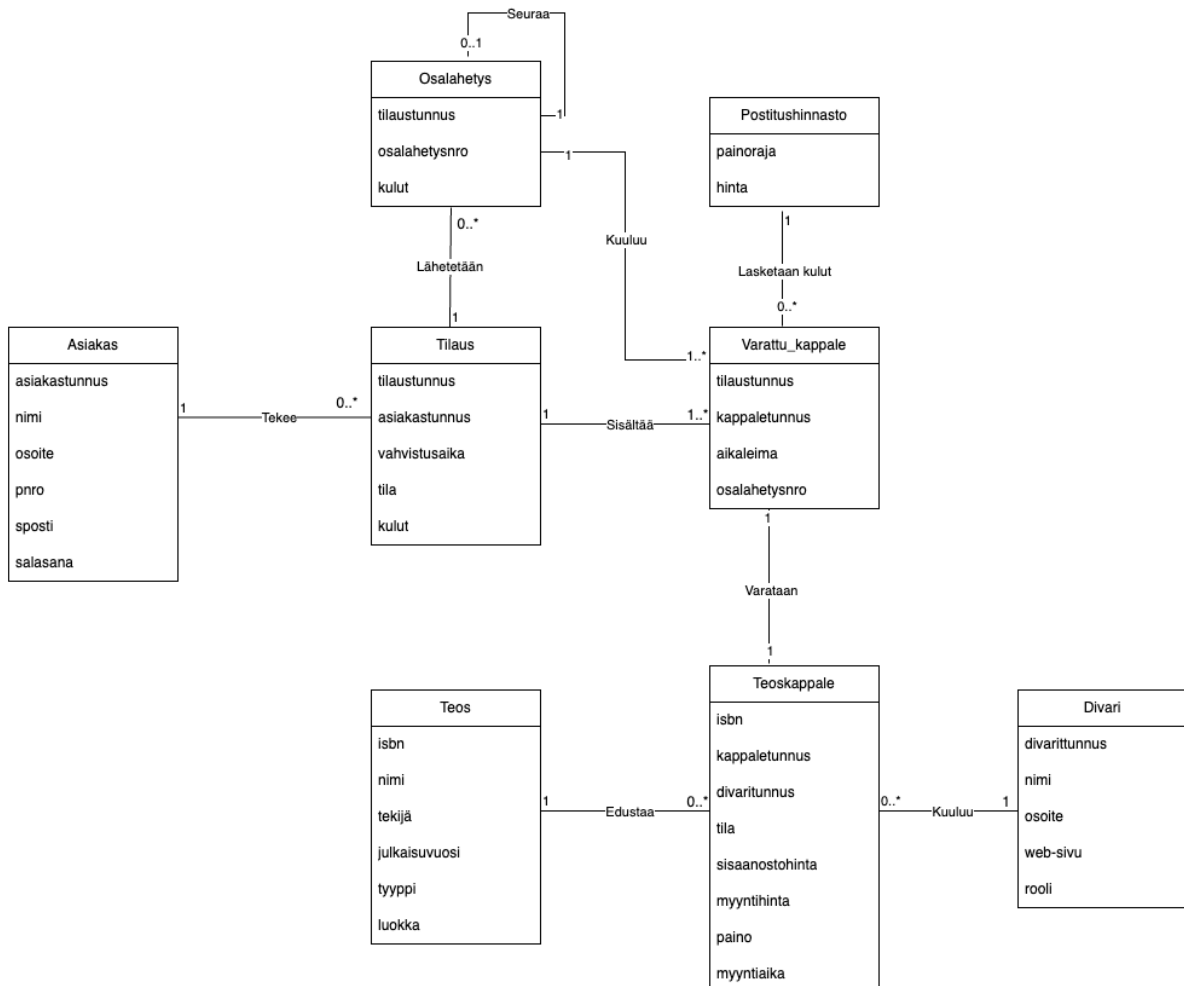 Seuraa
0..1
Osalahetys
tilaustunnus
osalahetysnro
kulut
1
1
0..*
Postitushinnasto
painoraja
hinta
1
Kuuluu
Lasketaan kulut
0..*
Lähetetään
1
1..*
Asiakas
asiakastunnus
nimi
osoite
pnro
sposti
salasana
1
Tekee
0..*
Tilaus
tilaustunnus
asiakastunnus
vahvistusaika
tila
kulut
1
Sisältää
1..*
Varattu_kappale
tilaustunnus
kappaletunnus
aikaleima
osalahetysnro
1
Varataan
1
Teos
isbn
nimi
tekijä
julkaisuvuosi
tyyppi
luokka
1
Edustaa
0..*
Teoskappale
isbn
kappaletunnus
divaritunnus
tila
sisaanostohinta
myyntihinta
paino
myyntiaika
0..*
Kuuluu
1
Divari
divarittunnus
nimi
osoite
web-sivu
rooli